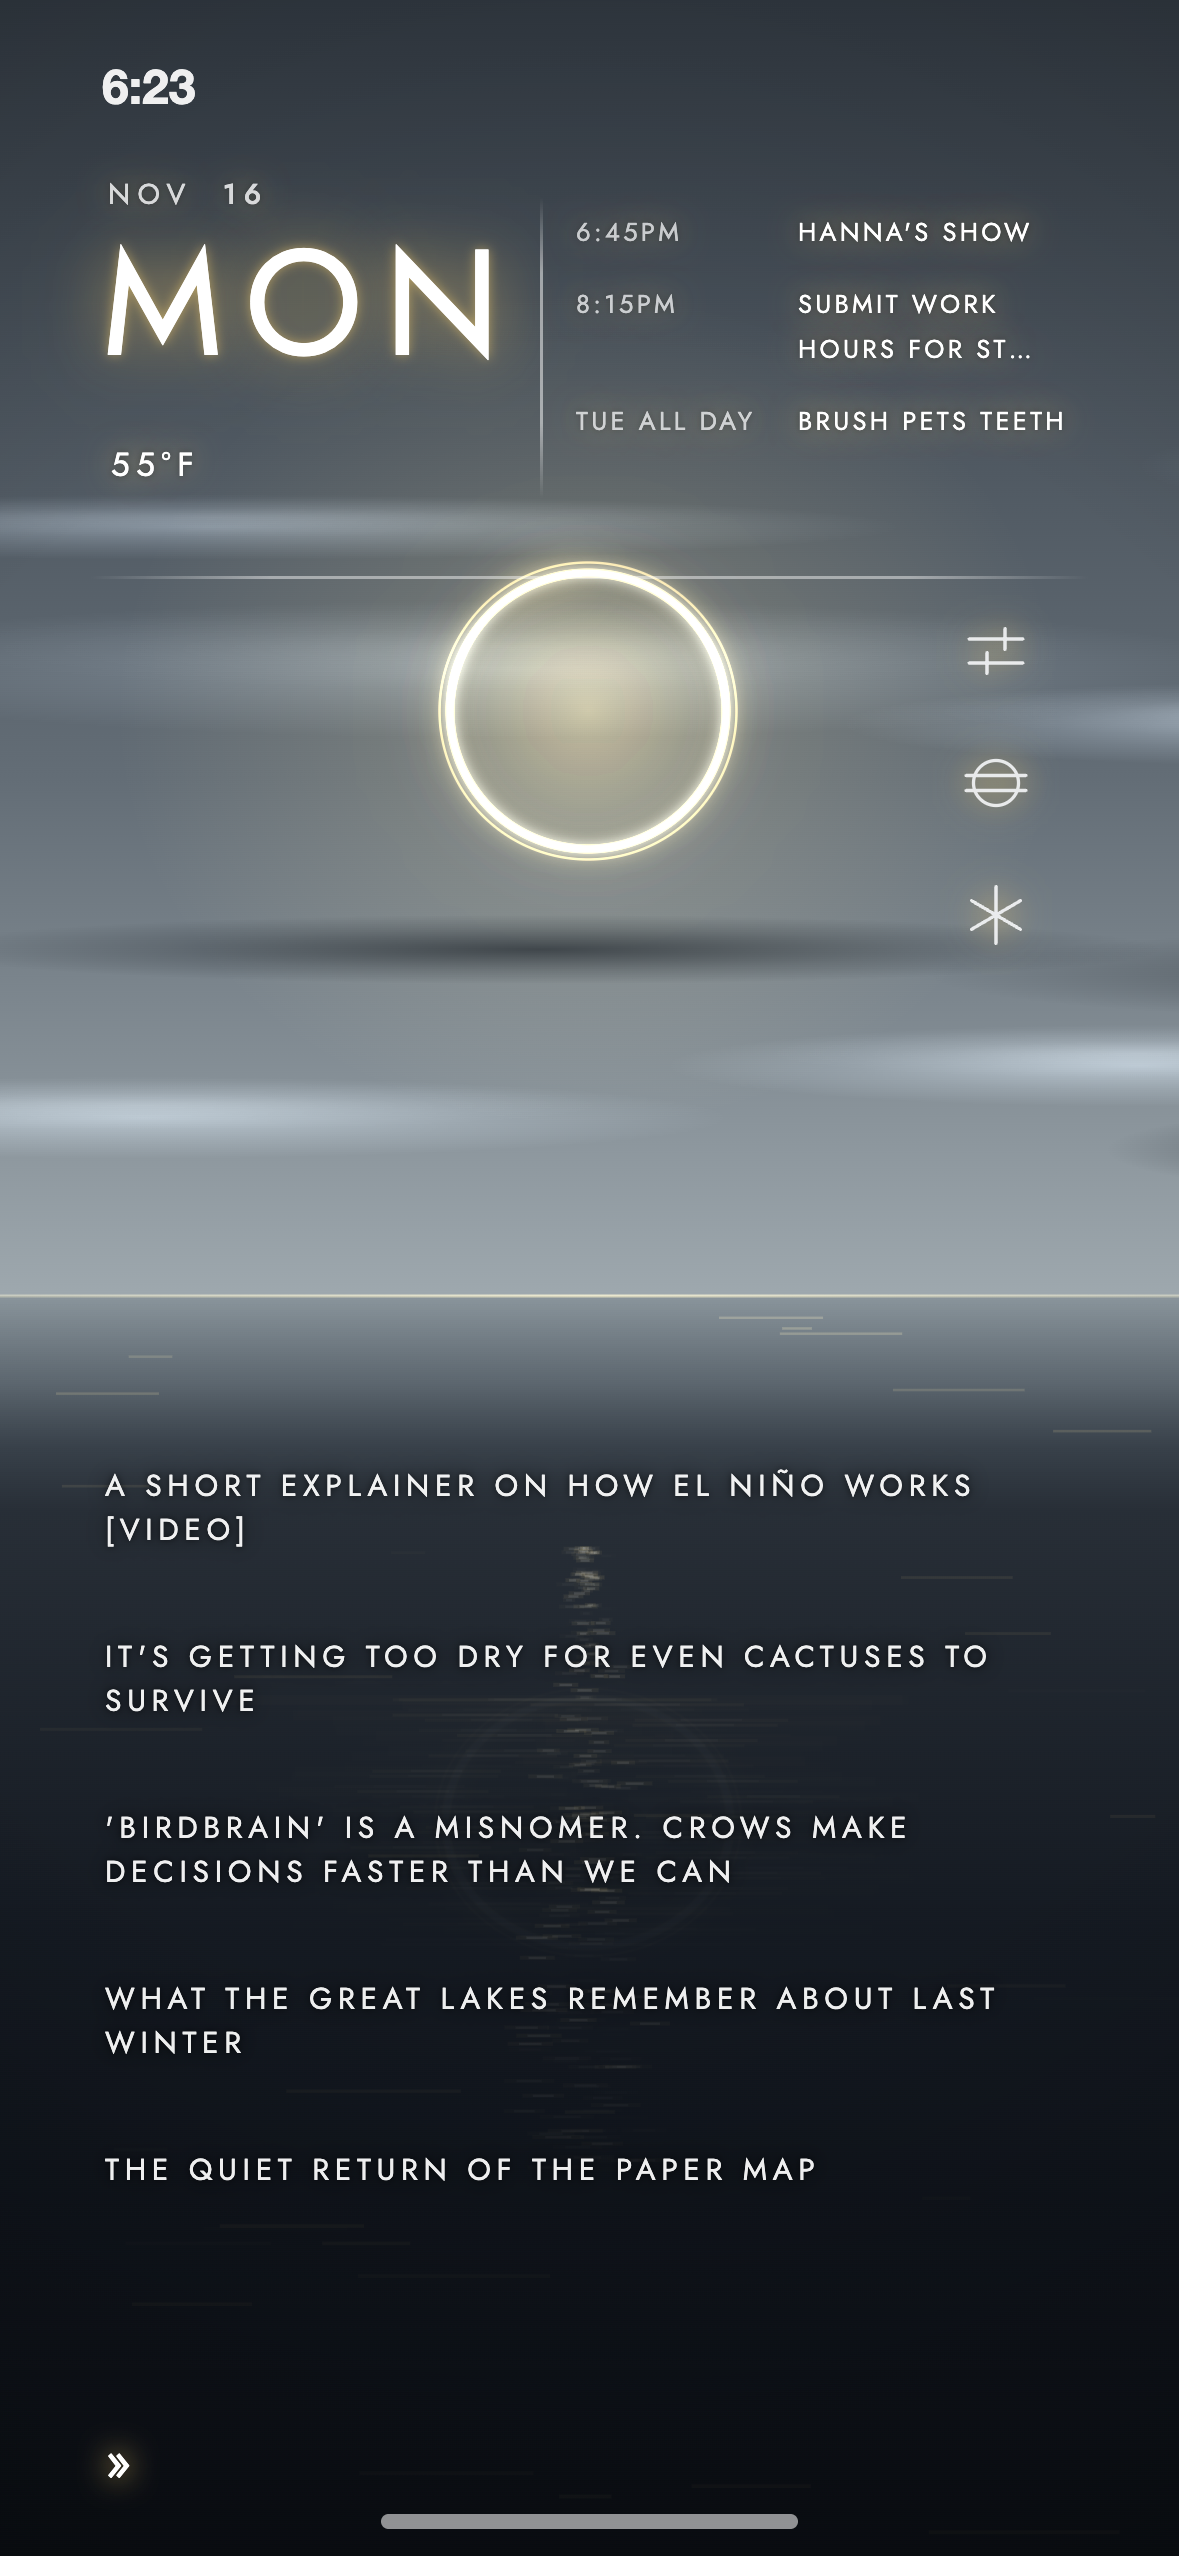 6:23
NOV 16
MON
55°F
6:45PM HANNA'S SHOW
8:15PM SUBMIT WORK
HOURS FOR ST...
TUE ALL DAY BRUSH PETS TEETH
A SHORT EXPLAINER ON HOW EL NIÑO WORKS
[VIDEO]
IT'S GETTING TOO DRY FOR EVEN CACTUSES TO
SURVIVE
'BIRDBRAIN' IS A MISNOMER. CROWS MAKE
DECISIONS FASTER THAN WE CAN
WHAT THE GREAT LAKES REMEMBER ABOUT LAST
WINTER
THE QUIET RETURN OF THE PAPER MAP
»